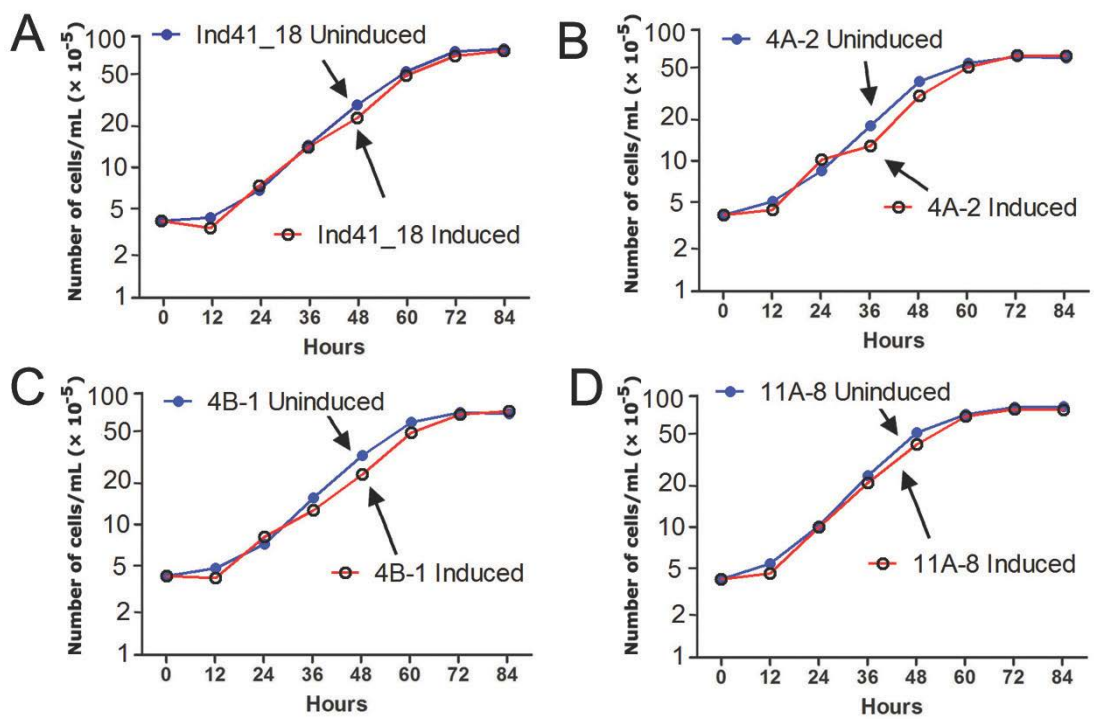 A
Number of cells/mL (× 10⁻⁵)
100
50
20
10
5
2
1
Ind41_18 Uninduced
Ind41_18 Induced
0 12 24 36 48 60 72 84
Hours
B
Number of cells/mL (× 10⁻⁵)
100
50
20
10
5
2
1
4A-2 Uninduced
4A-2 Induced
0 12 24 36 48 60 72 84
Hours
C
Number of cells/mL (× 10⁻⁵)
100
50
20
10
5
2
1
4B-1 Uninduced
4B-1 Induced
0 12 24 36 48 60 72 84
Hours
D
Number of cells/mL (× 10⁻⁵)
100
50
20
10
5
2
1
11A-8 Uninduced
11A-8 Induced
0 12 24 36 48 60 72 84
Hours